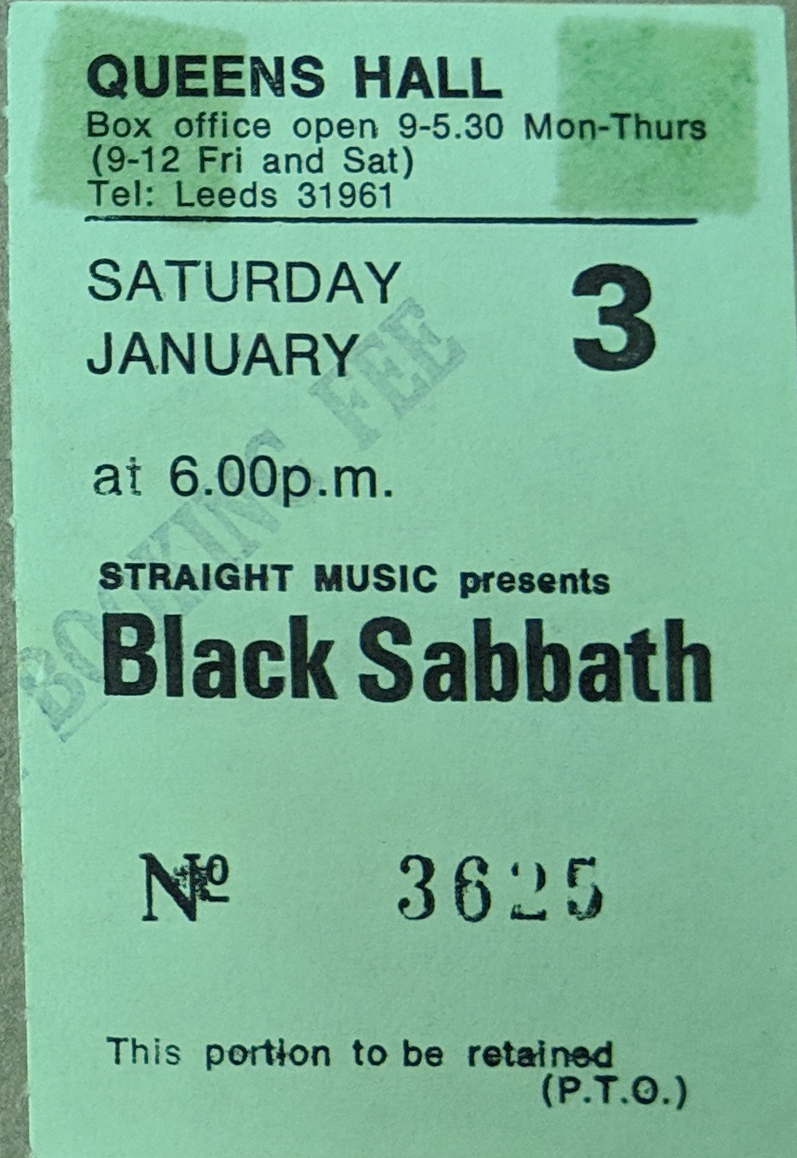 QUEENS HALL
Box office open 9-5.30 Mon-Thurs
(9-12 Fri and Sat)
Tel: Leeds 31961
SATURDAY 3
JANUARY
at 6.00p.m.
BOOKING FEE
STRAIGHT MUSIC presents
Black Sabbath
Nº 3625
This portion to be retained
(P.T.O.)